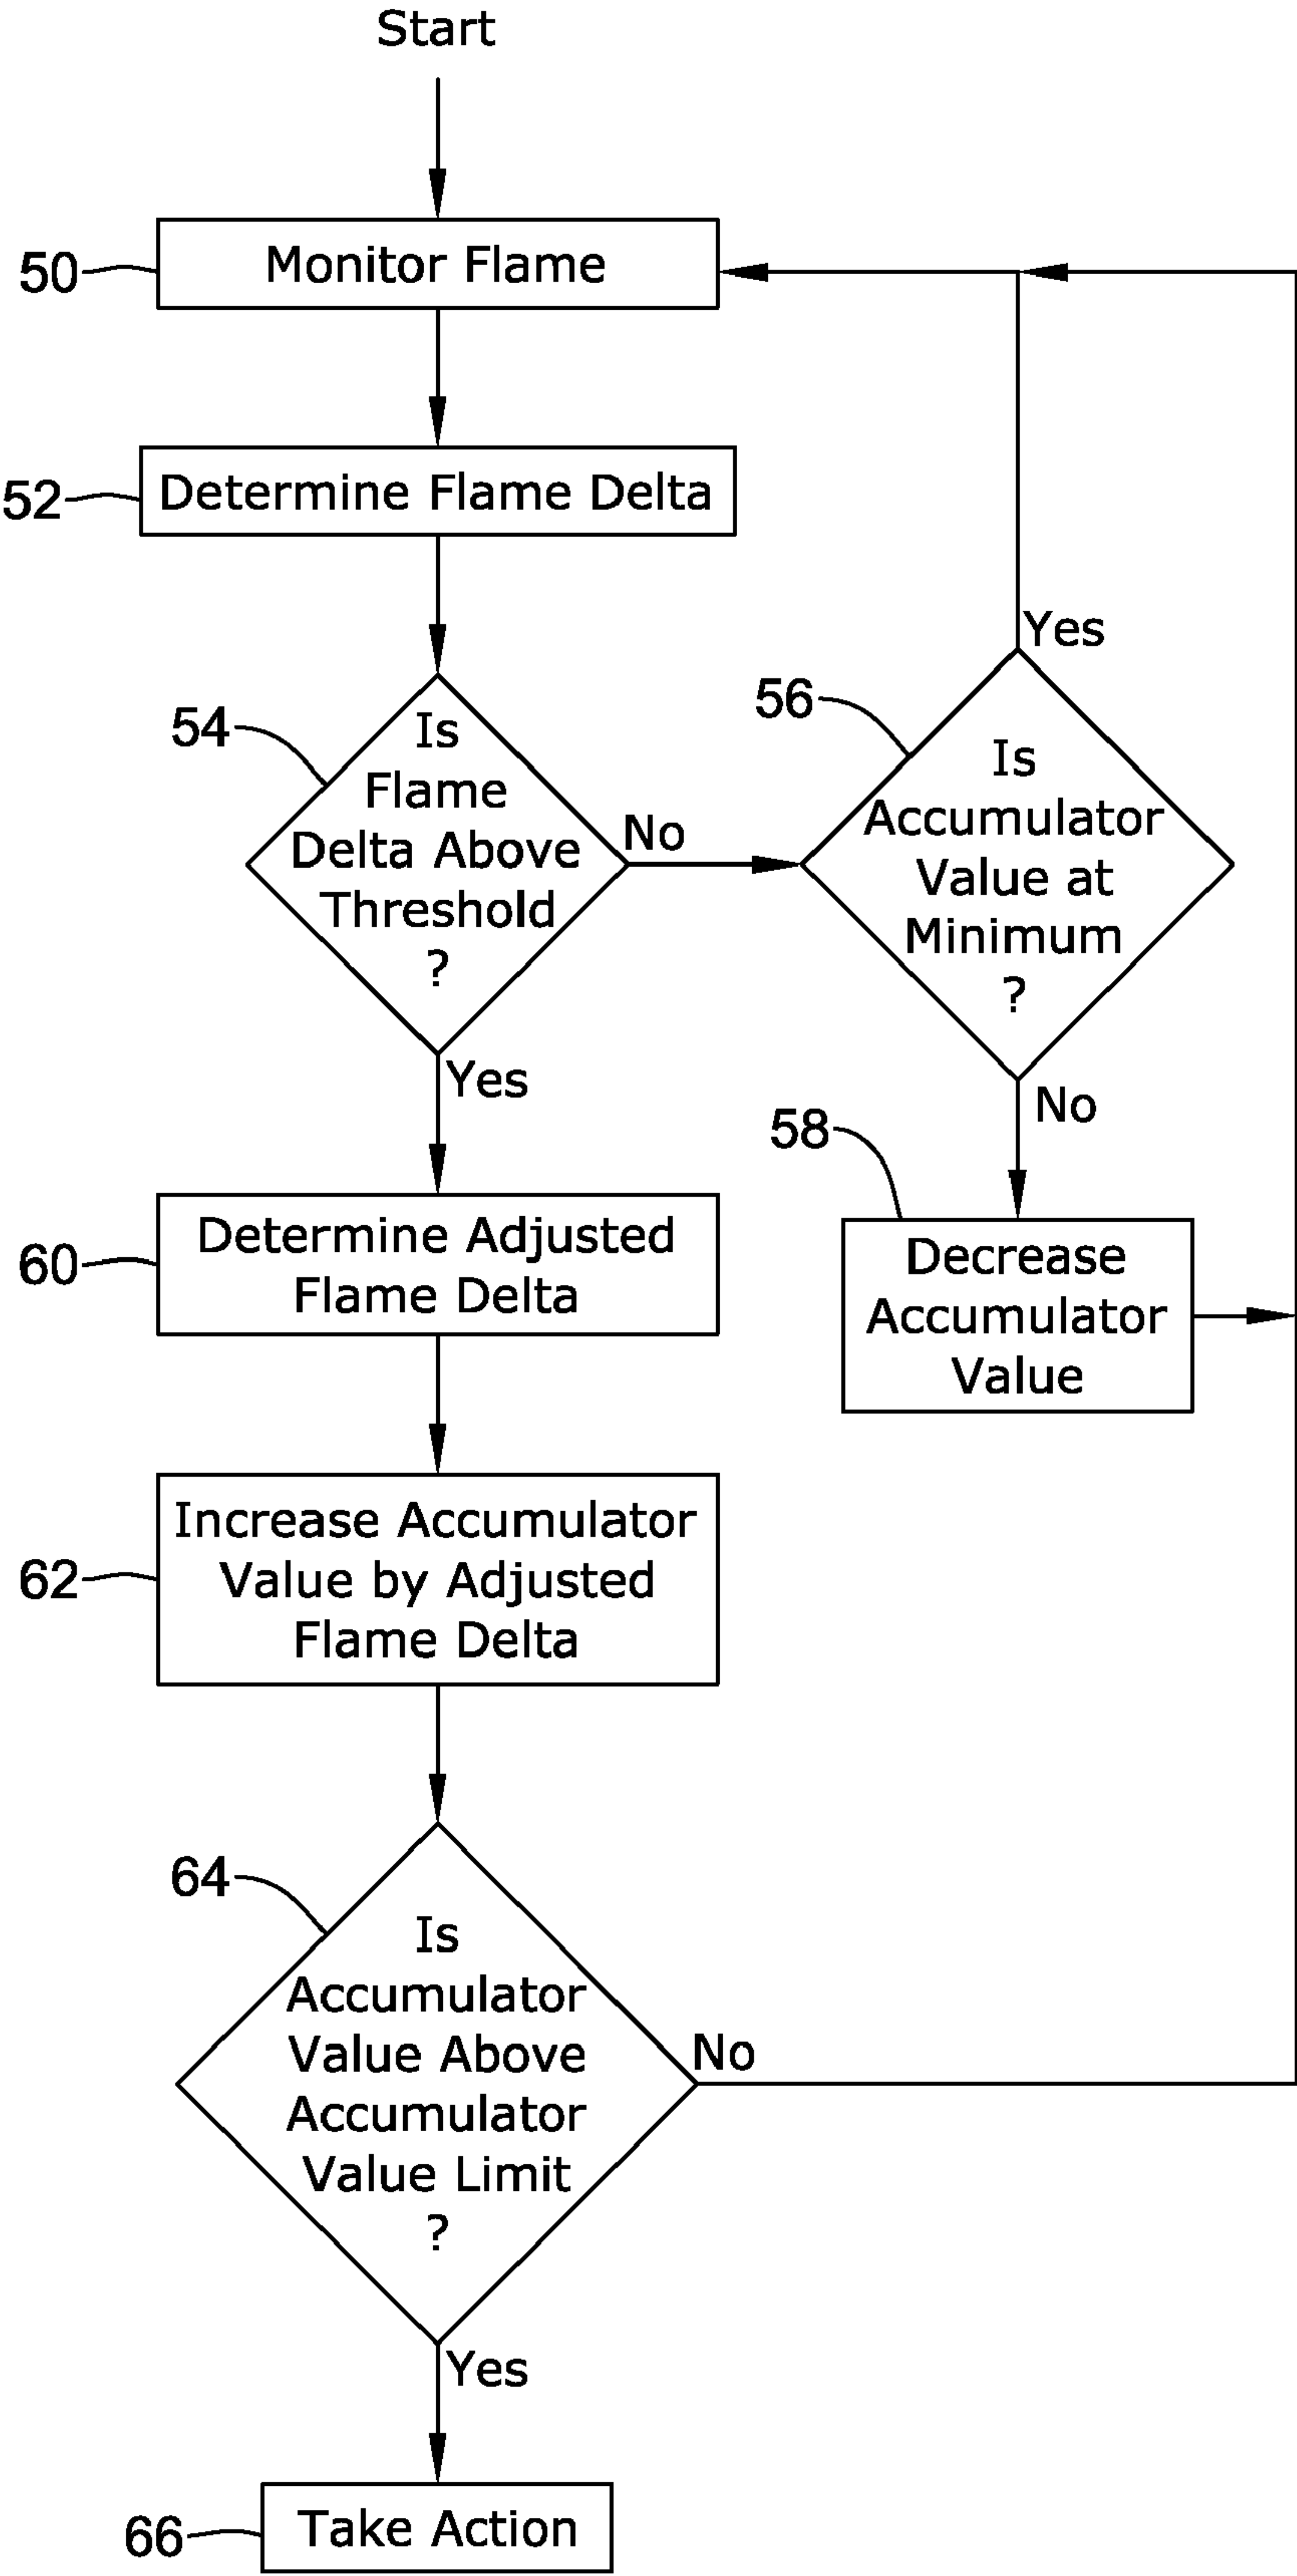 Start
50
Monitor Flame
52
Determine Flame Delta
54
Is
Flame
Delta Above
Threshold
?
No
Yes
56
Is
Accumulator
Value at
Minimum
?
Yes
No
58
Decrease
Accumulator
Value
60
Determine Adjusted
Flame Delta
62
Increase Accumulator
Value by Adjusted
Flame Delta
64
Is
Accumulator
Value Above
Accumulator
Value Limit
?
No
Yes
66
Take Action